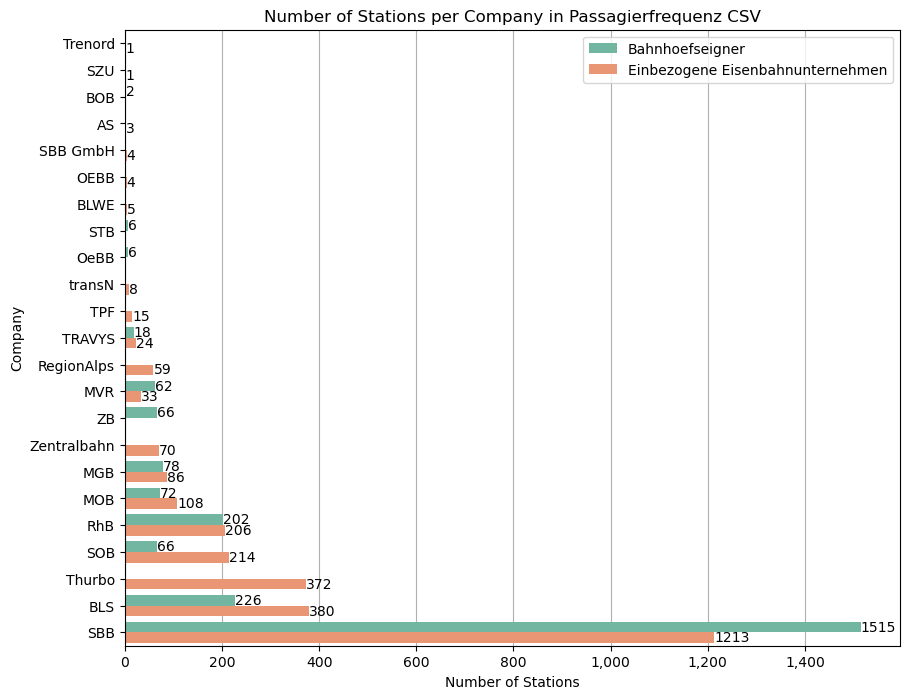 Number of Stations per Company in Passagierfrequenz CSV
Bahnhoefseigner
Einbezogene Eisenbahnunternehmen
Company
Trenord 1
SZU 1
BOB 2
AS 3
SBB GmbH 4
OEBB 4
BLWE 5
STB 6
OeBB 6
transN 8
TPF 15
TRAVYS 18 24
RegionAlps 59
MVR 62 33
ZB 66
Zentralbahn 70
MGB 78 86
MOB 72 108
RhB 202 206
SOB 66 214
Thurbo 372
BLS 226 380
SBB 1515 1213
0 200 400 600 800 1,000 1,200 1,400
Number of Stations